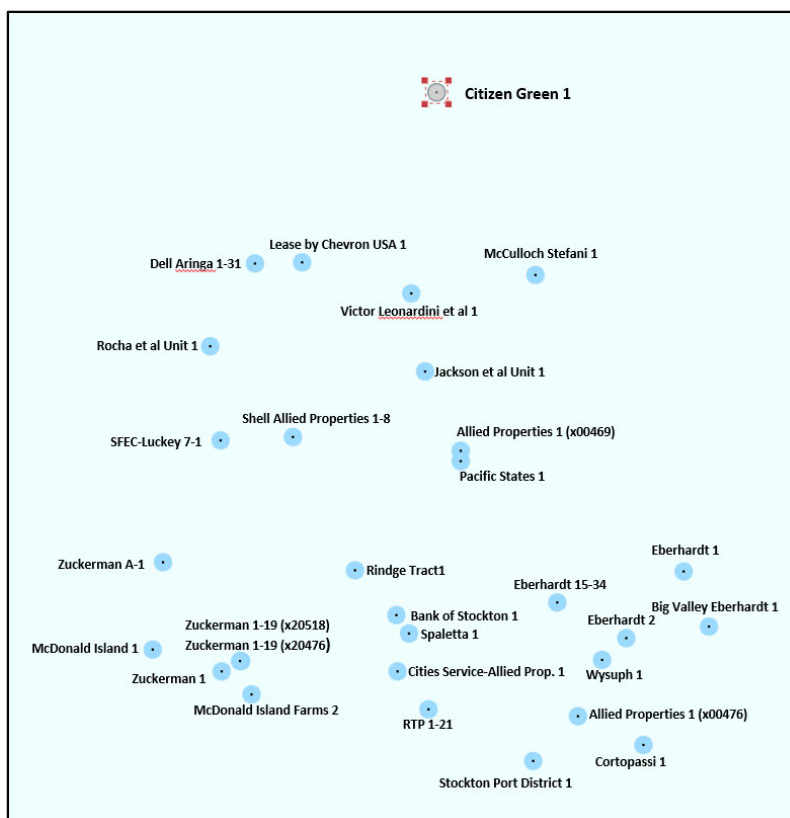 Citizen Green 1
Lease by Chevron USA 1
McCulloch Stefani 1
Dell Aringa 1-31
Victor Leonardini et al 1
Rocha et al Unit 1
Jackson et al Unit 1
Shell Allied Properties 1-8
Allied Properties 1 (x00469)
SFEC-Luckey 7-1
Pacific States 1
Eberhardt 1
Zuckerman A-1
Rindge Tract1
Eberhardt 15-34
Big Valley Eberhardt 1
Bank of Stockton 1
Eberhardt 2
Zuckerman 1-19 (x20518)
Spaletta 1
Zuckerman 1-19 (x20476)
McDonald Island 1
Cities Service-Allied Prop. 1
Wysuph 1
Zuckerman 1
McDonald Island Farms 2
Allied Properties 1 (x00476)
RTP 1-21
Cortopassi 1
Stockton Port District 1